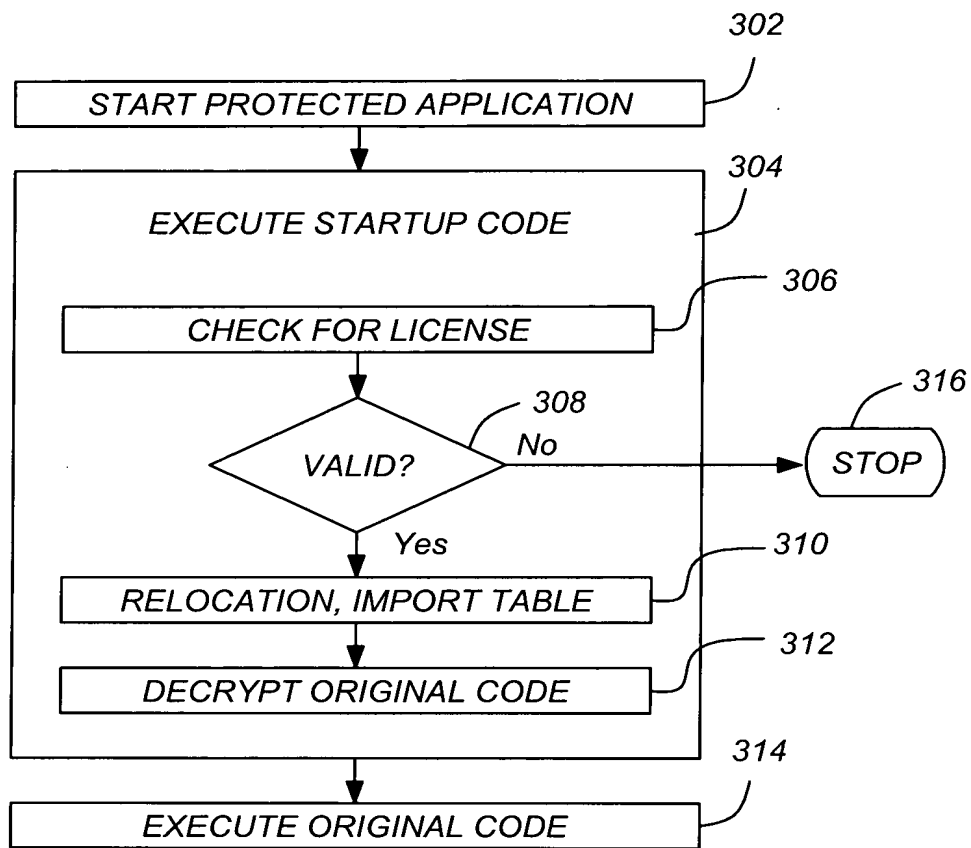 302
START PROTECTED APPLICATION
304
EXECUTE STARTUP CODE
306
CHECK FOR LICENSE
316
308
VALID?
No
STOP
Yes
310
RELOCATION, IMPORT TABLE
312
DECRYPT ORIGINAL CODE
314
EXECUTE ORIGINAL CODE